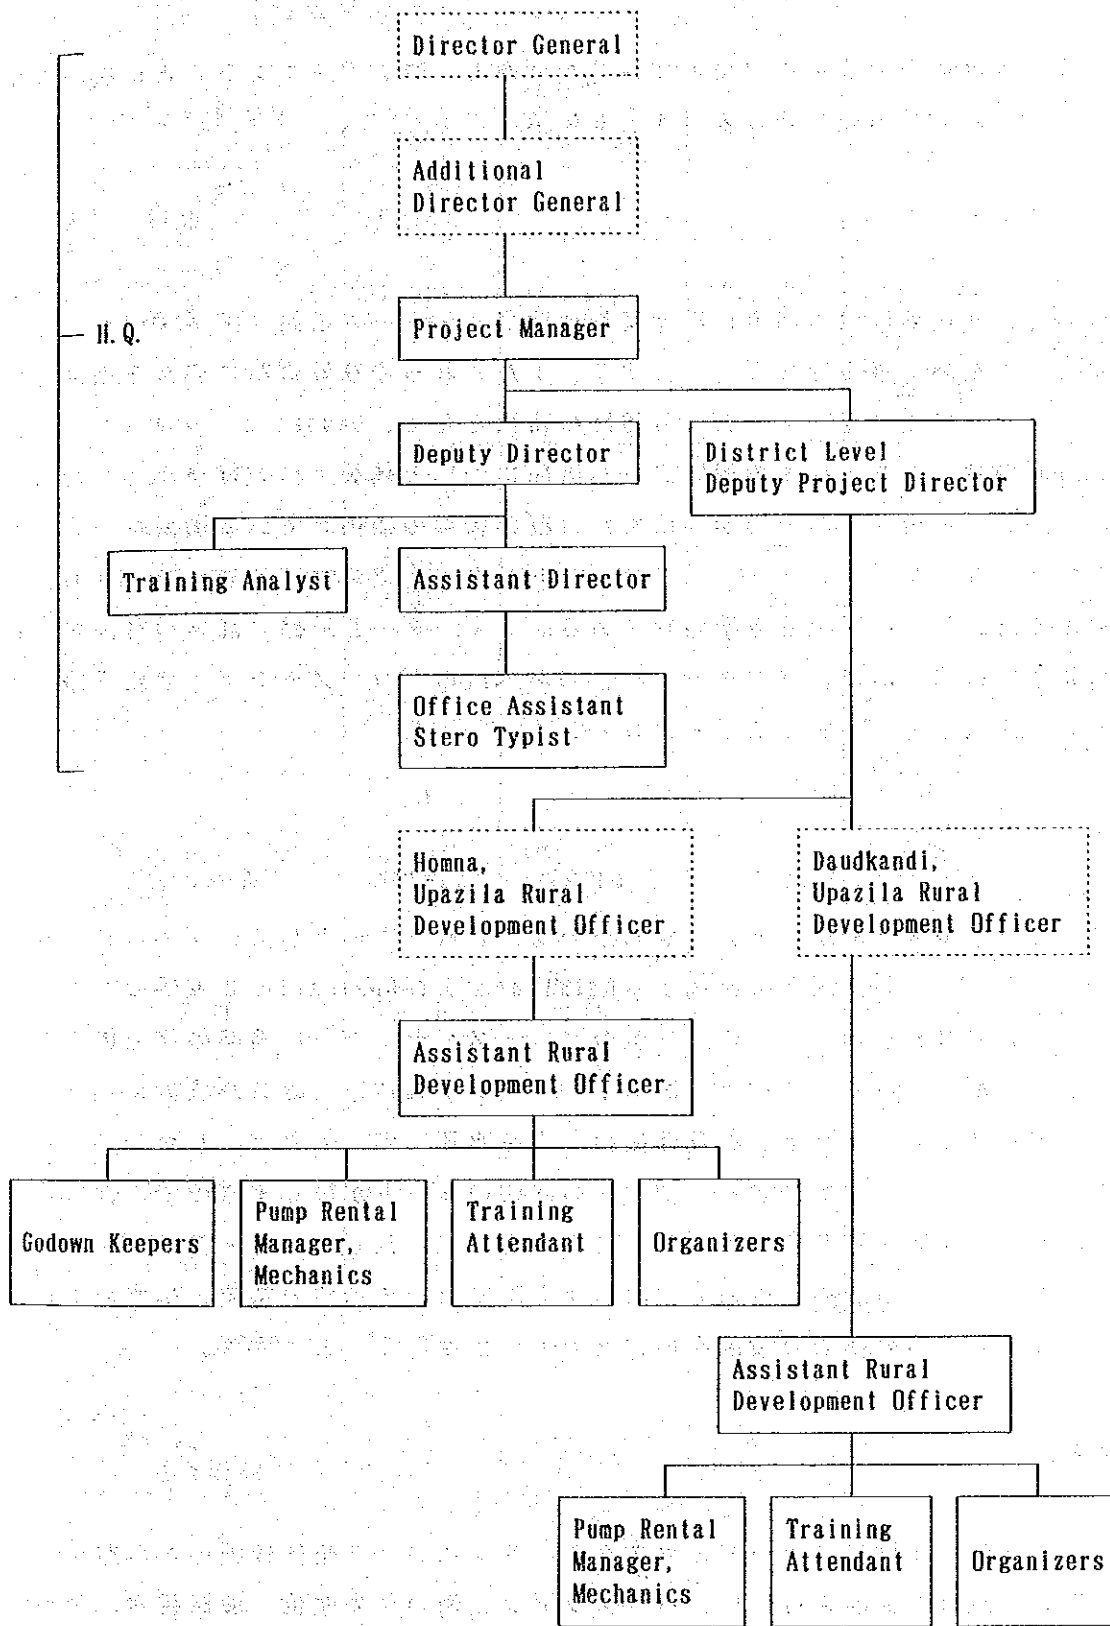 Director General
Additional
Director General
Project Manager
H.Q.
Deputy Director
District Level
Deputy Project Director
Training Analyst
Assistant Director
Office Assistant
Stero Typist
Homna,
Upazila Rural
Development Officer
Daudkandi,
Upazila Rural
Development Officer
Assistant Rural
Development Officer
Godown Keepers
Pump Rental
Manager,
Mechanics
Training
Attendant
Organizers
Assistant Rural
Development Officer
Pump Rental
Manager,
Mechanics
Training
Attendant
Organizers